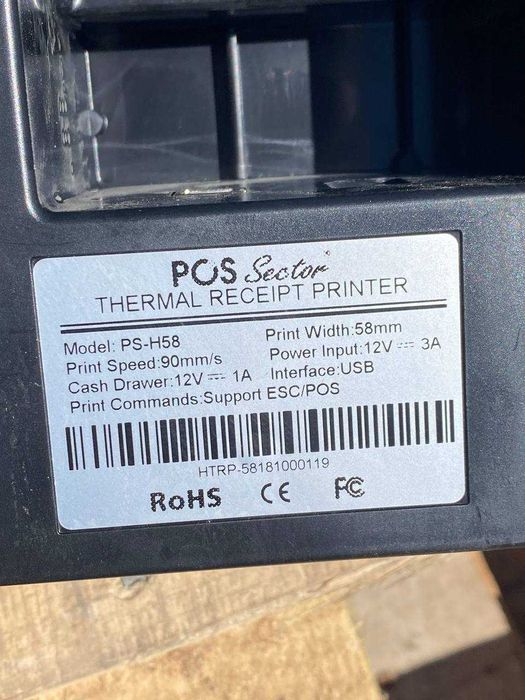 POS Sector
THERMAL RECEIPT PRINTER
Model: PS-H58
Print Width:58mm
Print Speed:90mm/s
Power Input:12V ⎓ 3A
Cash Drawer:12V ⎓ 1A
Interface:USB
Print Commands:Support ESC/POS
HTRP-58181000119
RoHS CE FC